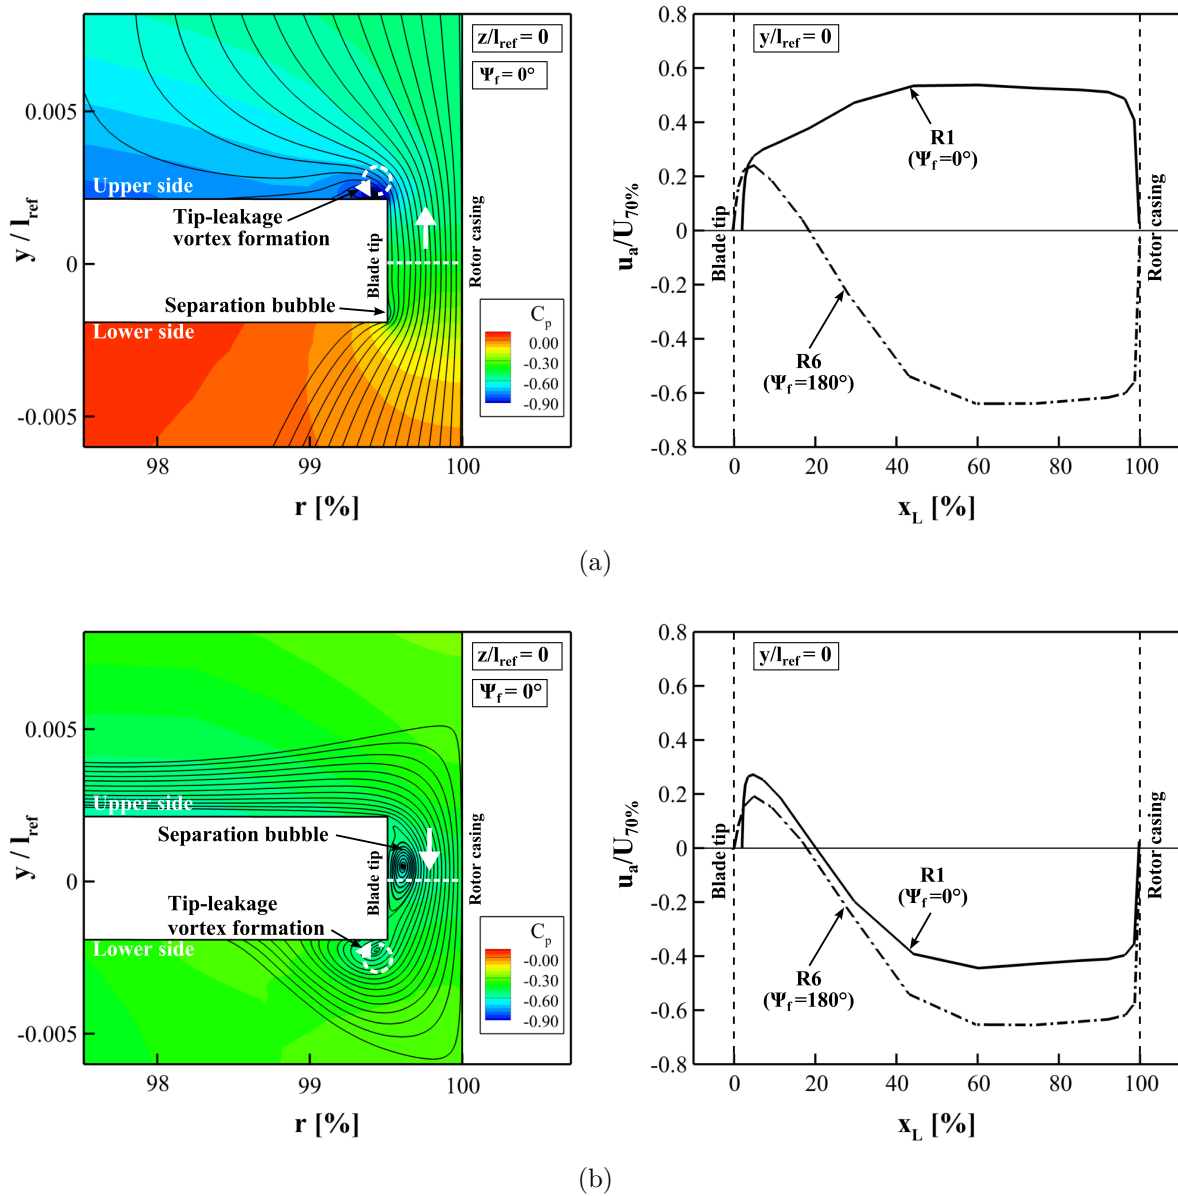 z/l_ref = 0
Ψ_f = 0°
0.005
0
-0.005
y / l_ref
Upper side
Tip-leakage
vortex formation
Blade tip
Rotor casing
Separation bubble
Lower side
C_p
0.00
-0.30
-0.60
-0.90
98
99
100
r [%]
y/l_ref = 0
0.8
0.6
0.4
0.2
0
-0.2
-0.4
-0.6
-0.8
u_a/U_70%
R1
(Ψ_f=0°)
Blade tip
Rotor casing
R6
(Ψ_f=180°)
0
20
40
60
80
100
x_L [%]
(a)
z/l_ref = 0
Ψ_f = 0°
0.005
0
-0.005
y / l_ref
Upper side
Separation bubble
Blade tip
Rotor casing
Tip-leakage
vortex formation
Lower side
C_p
-0.00
-0.30
-0.60
-0.90
98
99
100
r [%]
y/l_ref = 0
0.8
0.6
0.4
0.2
0
-0.2
-0.4
-0.6
-0.8
u_a/U_70%
Blade tip
Rotor casing
R1
(Ψ_f=0°)
R6
(Ψ_f=180°)
0
20
40
60
80
100
x_L [%]
(b)